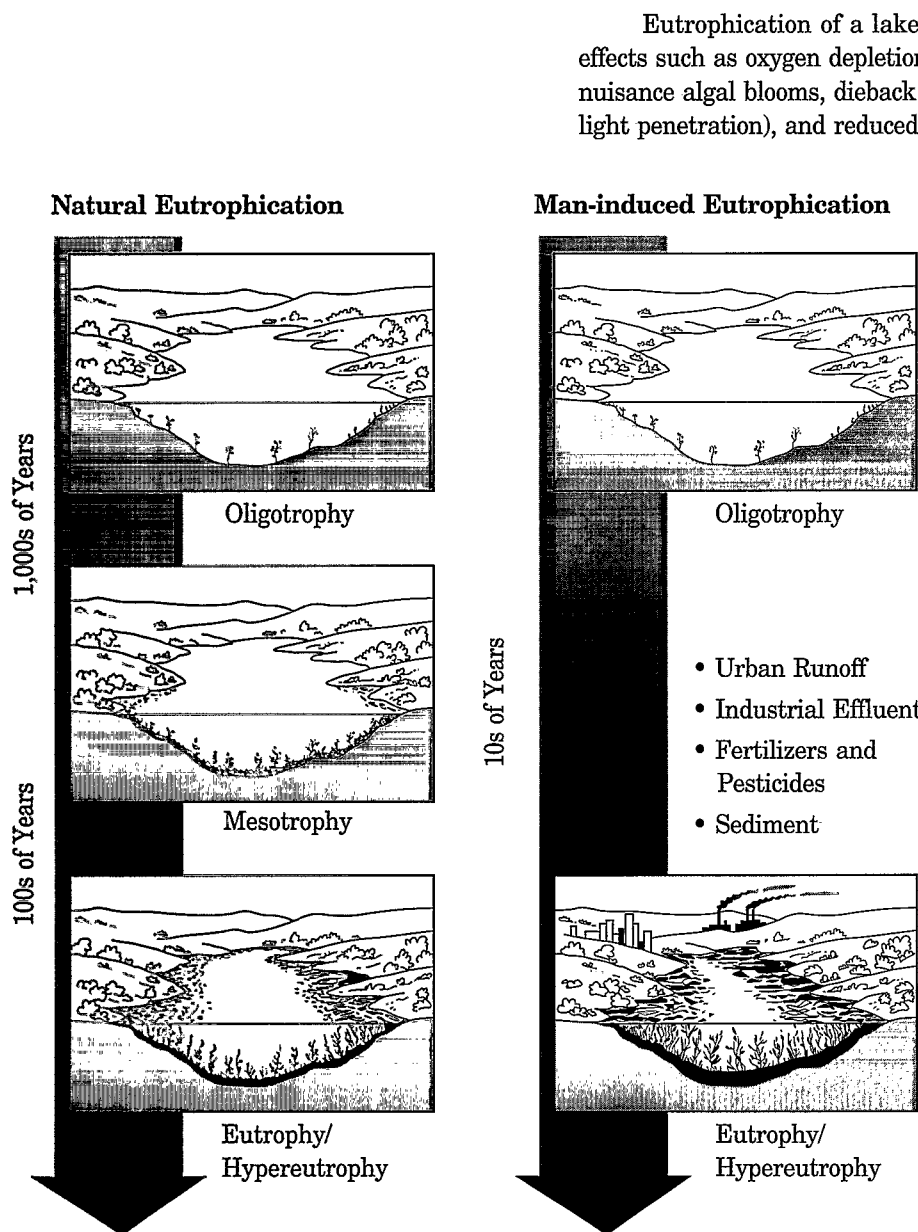 Eutrophication of a lake
effects such as oxygen depletion
nuisance algal blooms, dieback
light penetration), and reduced
Natural Eutrophication
1,000s of Years
100s of Years
Oligotrophy
Mesotrophy
Eutrophy/
Hypereutrophy
Man-induced Eutrophication
10s of Years
Oligotrophy
• Urban Runoff
• Industrial Effluent
• Fertilizers and
Pesticides
• Sediment
Eutrophy/
Hypereutrophy